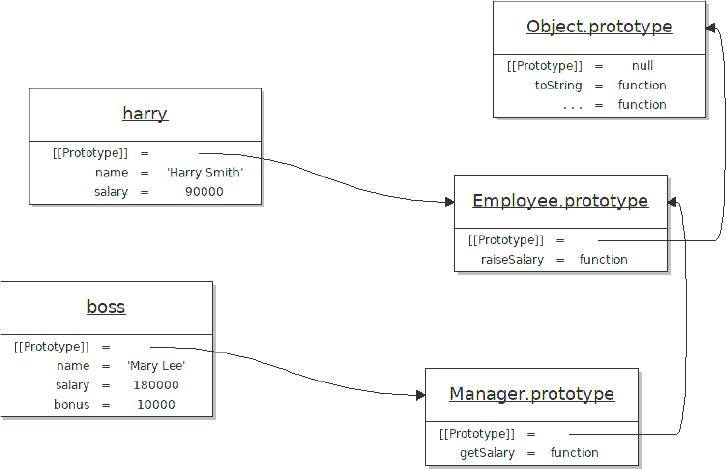 Object.prototype
[[Prototype]] = null
toString = function
... = function
harry
[[Prototype]] =
name = 'Harry Smith'
salary = 90000
Employee.prototype
[[Prototype]] =
raiseSalary = function
boss
[[Prototype]] =
name = 'Mary Lee'
salary = 180000
bonus = 10000
Manager.prototype
[[Prototype]] =
getSalary = function